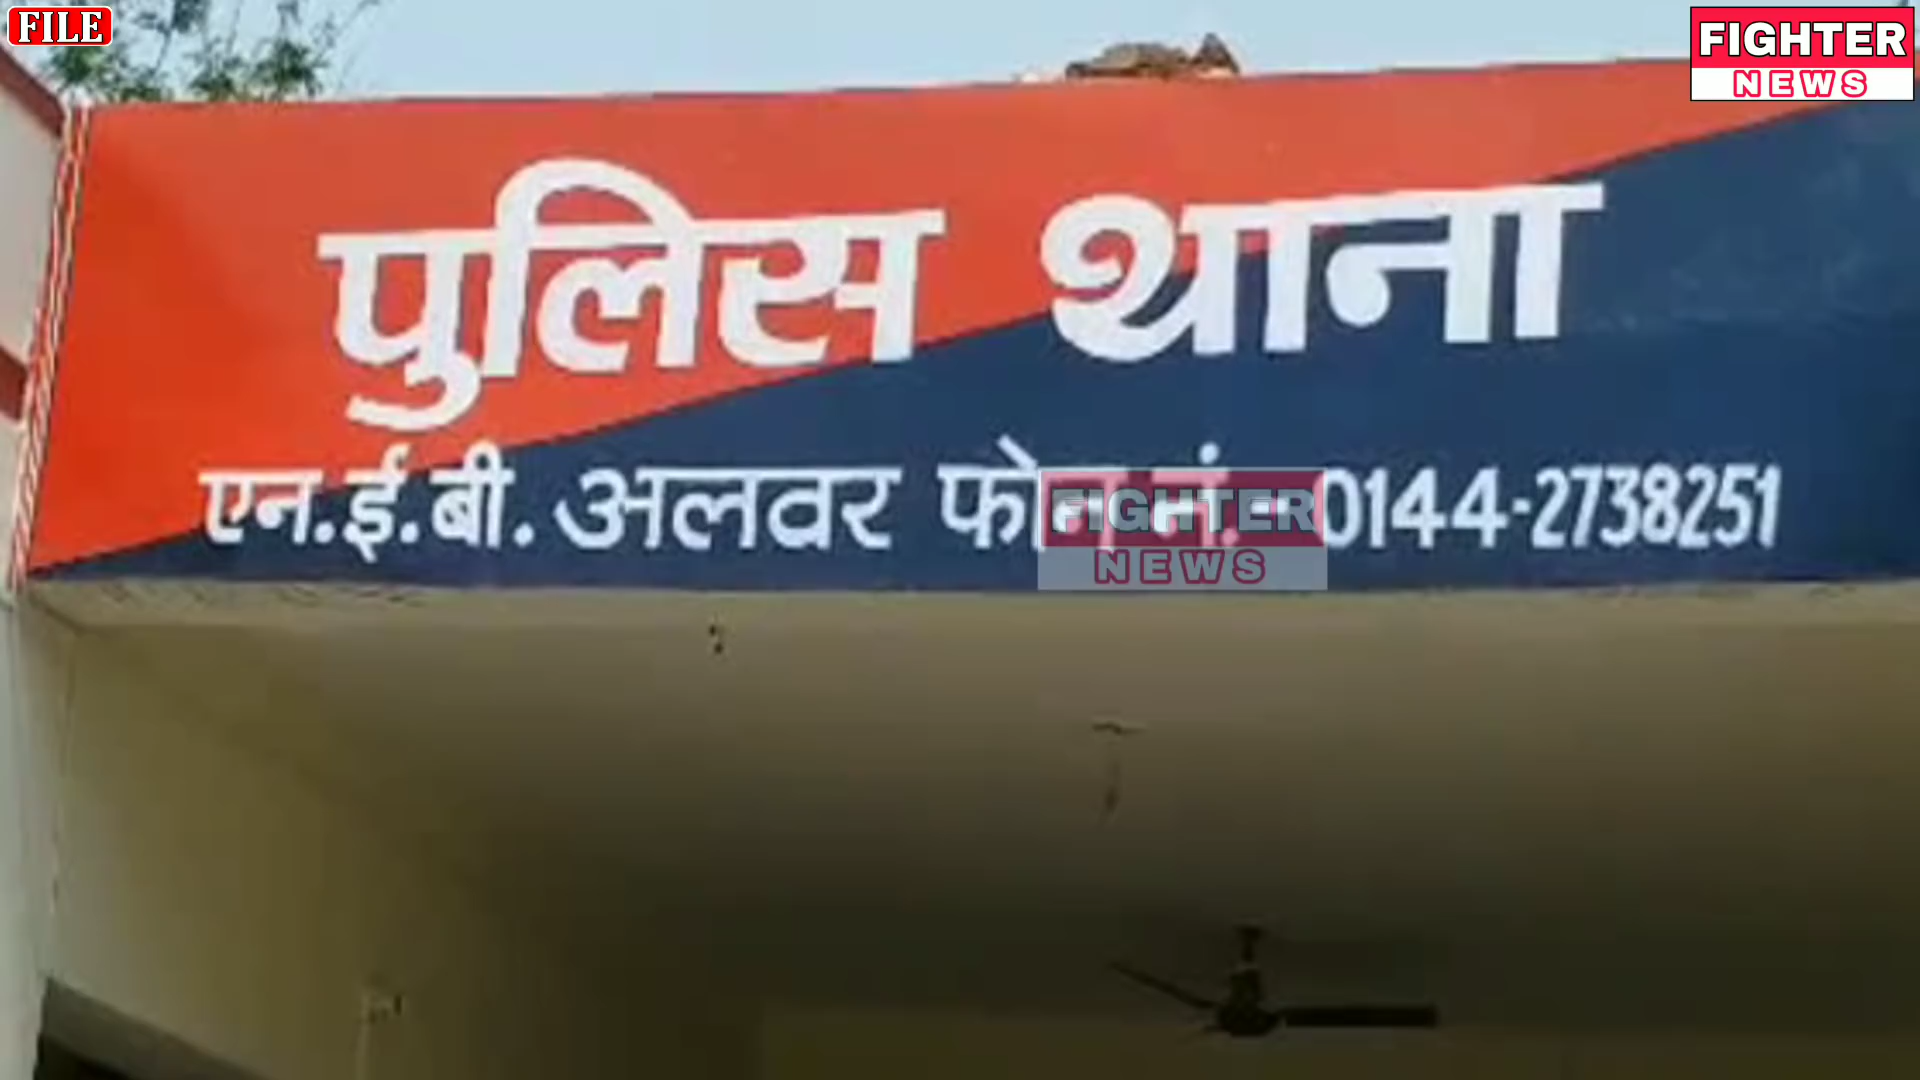 FILE
FIGHTER
NEWS
पुलिस थाना
एन.ई.बी. अलवर फोन नं.-0144-2738251
FIGHTER
NEWS